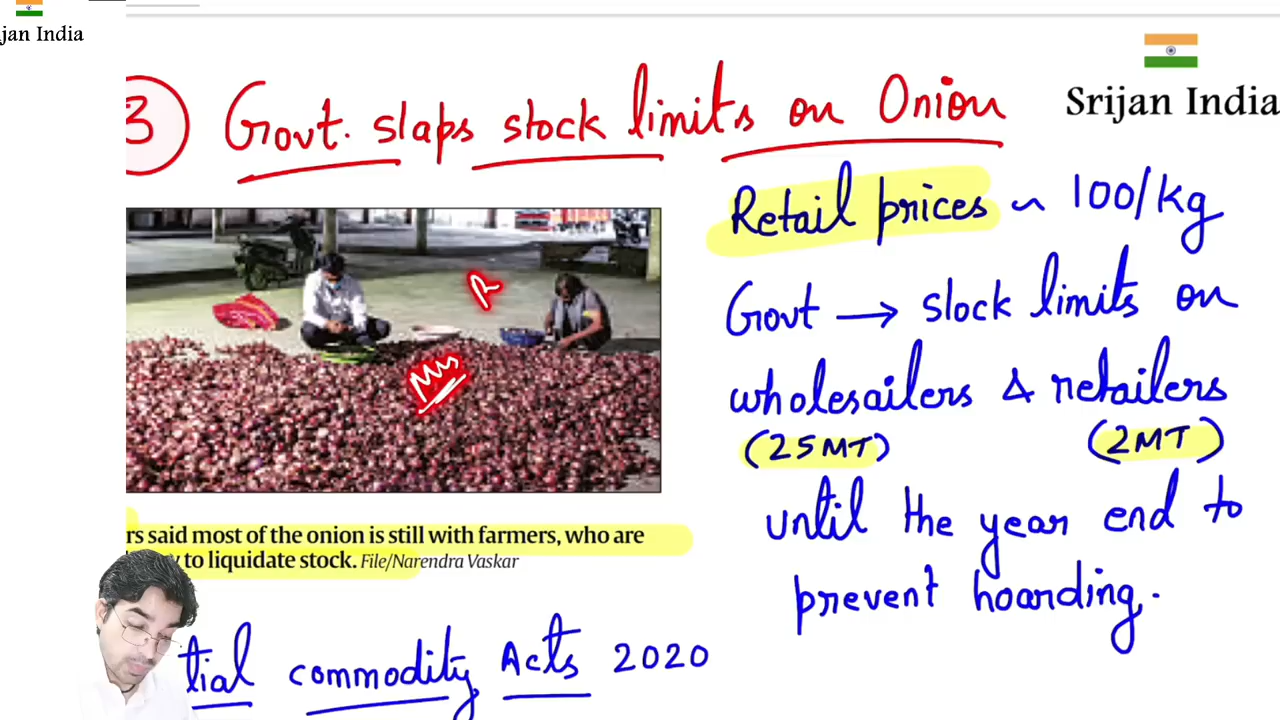 jan India
Srijan India
3 Govt. slaps stock limits on Onion
Retail prices ~ 100/kg
Govt → stock limits on
wholesailers & retailers
(25MT) (2MT)
until the year end to
prevent hoarding.
rs said most of the onion is still with farmers, who are
to liquidate stock. File/Narendra Vaskar
tial commodity Acts 2020